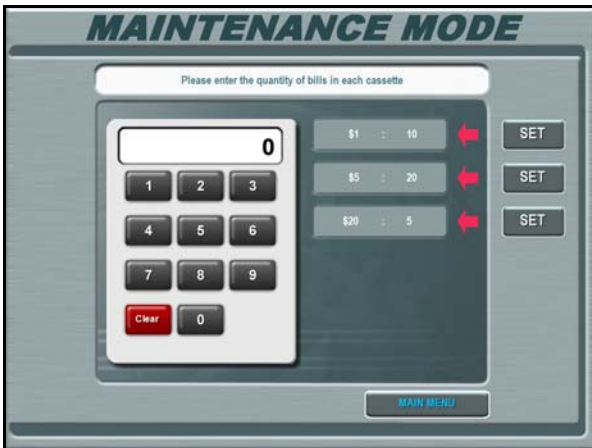 MAINTENANCE MODE
Please enter the quantity of bills in each cassette
0
$1 : 10 SET
1 2 3
$5 : 20 SET
4 5 6
$20 : 5 SET
7 8 9
Clear 0
MAIN MENU